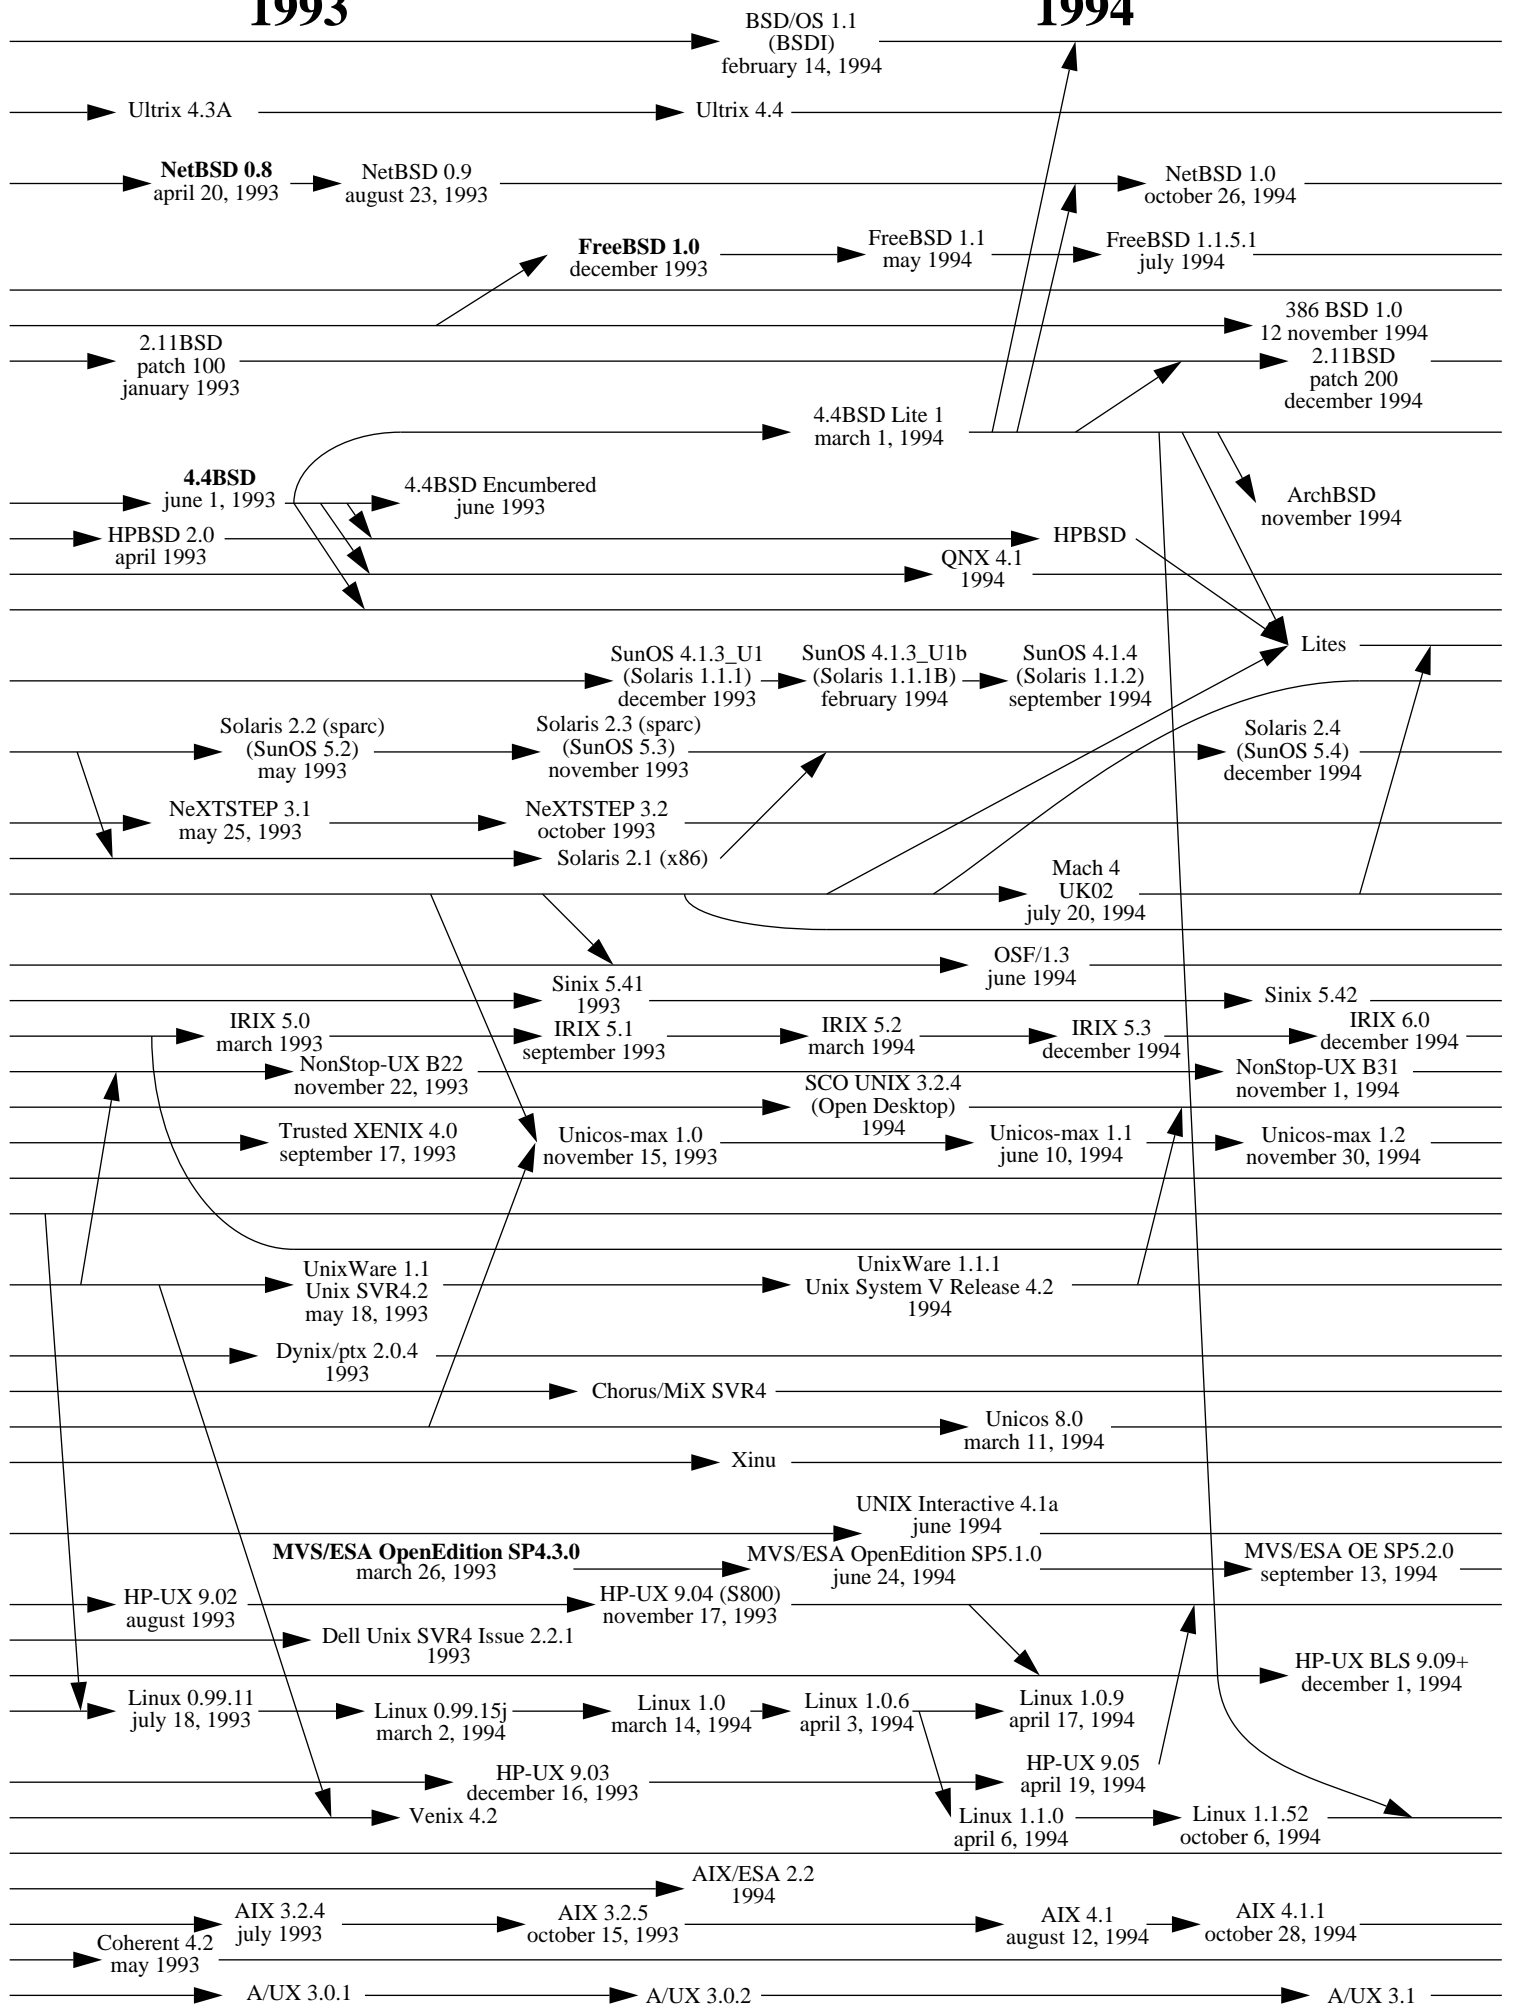 1993
1994
BSD/OS 1.1
(BSDI)
february 14, 1994
Ultrix 4.3A
Ultrix 4.4
NetBSD 0.8
april 20, 1993
NetBSD 0.9
august 23, 1993
NetBSD 1.0
october 26, 1994
FreeBSD 1.0
december 1993
FreeBSD 1.1
may 1994
FreeBSD 1.1.5.1
july 1994
386 BSD 1.0
12 november 1994
2.11BSD
patch 100
january 1993
2.11BSD
patch 200
december 1994
4.4BSD Lite 1
march 1, 1994
4.4BSD
june 1, 1993
4.4BSD Encumbered
june 1993
ArchBSD
november 1994
HPBSD 2.0
april 1993
HPBSD
QNX 4.1
1994
Lites
SunOS 4.1.3_U1
(Solaris 1.1.1)
december 1993
SunOS 4.1.3_U1b
(Solaris 1.1.1B)
february 1994
SunOS 4.1.4
(Solaris 1.1.2)
september 1994
Solaris 2.2 (sparc)
(SunOS 5.2)
may 1993
Solaris 2.3 (sparc)
(SunOS 5.3)
november 1993
Solaris 2.4
(SunOS 5.4)
december 1994
NeXTSTEP 3.1
may 25, 1993
NeXTSTEP 3.2
october 1993
Solaris 2.1 (x86)
Mach 4
UK02
july 20, 1994
OSF/1.3
june 1994
Sinix 5.41
1993
Sinix 5.42
IRIX 5.0
march 1993
IRIX 5.1
september 1993
IRIX 5.2
march 1994
IRIX 5.3
december 1994
IRIX 6.0
december 1994
NonStop-UX B22
november 22, 1993
NonStop-UX B31
november 1, 1994
SCO UNIX 3.2.4
(Open Desktop)
1994
Trusted XENIX 4.0
september 17, 1993
Unicos-max 1.0
november 15, 1993
Unicos-max 1.1
june 10, 1994
Unicos-max 1.2
november 30, 1994
UnixWare 1.1
Unix SVR4.2
may 18, 1993
UnixWare 1.1.1
Unix System V Release 4.2
1994
Dynix/ptx 2.0.4
1993
Chorus/MiX SVR4
Unicos 8.0
march 11, 1994
Xinu
UNIX Interactive 4.1a
june 1994
MVS/ESA OpenEdition SP4.3.0
march 26, 1993
MVS/ESA OpenEdition SP5.1.0
june 24, 1994
MVS/ESA OE SP5.2.0
september 13, 1994
HP-UX 9.02
august 1993
HP-UX 9.04 (S800)
november 17, 1993
Dell Unix SVR4 Issue 2.2.1
1993
HP-UX BLS 9.09+
december 1, 1994
Linux 0.99.11
july 18, 1993
Linux 0.99.15j
march 2, 1994
Linux 1.0
march 14, 1994
Linux 1.0.6
april 3, 1994
Linux 1.0.9
april 17, 1994
HP-UX 9.03
december 16, 1993
HP-UX 9.05
april 19, 1994
Venix 4.2
Linux 1.1.0
april 6, 1994
Linux 1.1.52
october 6, 1994
AIX/ESA 2.2
1994
AIX 3.2.4
july 1993
AIX 3.2.5
october 15, 1993
AIX 4.1
august 12, 1994
AIX 4.1.1
october 28, 1994
Coherent 4.2
may 1993
A/UX 3.0.1
A/UX 3.0.2
A/UX 3.1